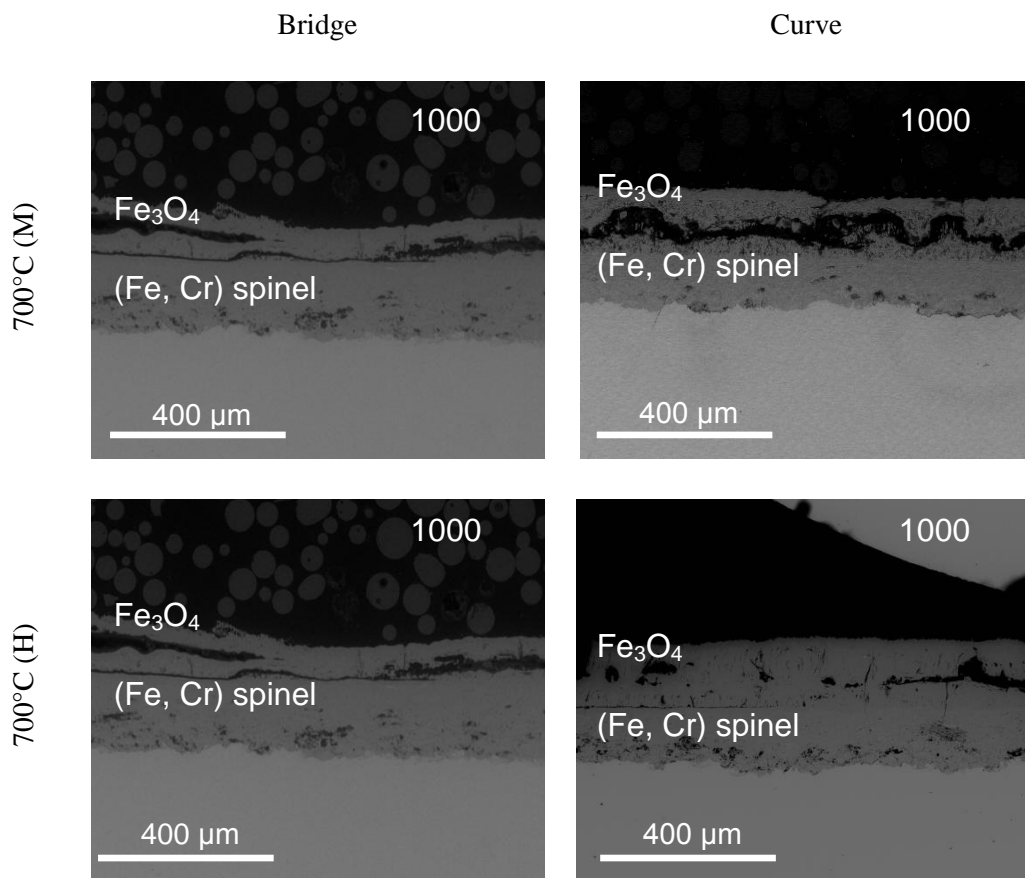 Bridge
Curve
700°C (M)
1000
Fe₃O₄
(Fe, Cr) spinel
400 µm
1000
Fe₃O₄
(Fe, Cr) spinel
400 µm
700°C (H)
1000
Fe₃O₄
(Fe, Cr) spinel
400 µm
1000
Fe₃O₄
(Fe, Cr) spinel
400 µm